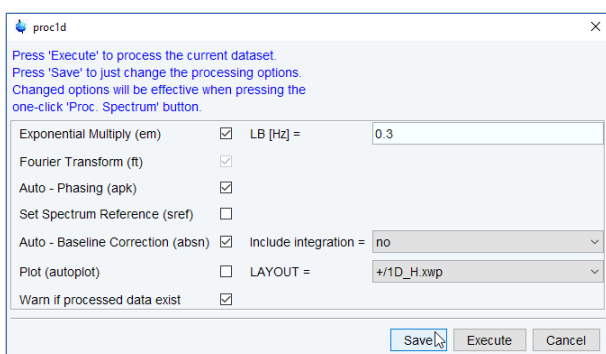 proc1d
Press 'Execute' to process the current dataset.
Press 'Save' to just change the processing options.
Changed options will be effective when pressing the
one-click 'Proc. Spectrum' button.
Exponential Multiply (em) LB [Hz] = 0.3
Fourier Transform (ft)
Auto - Phasing (apk)
Set Spectrum Reference (sref)
Auto - Baseline Correction (absn) Include integration = no
Plot (autoplot) LAYOUT = +/1D_H.xwp
Warn if processed data exist
Save Execute Cancel